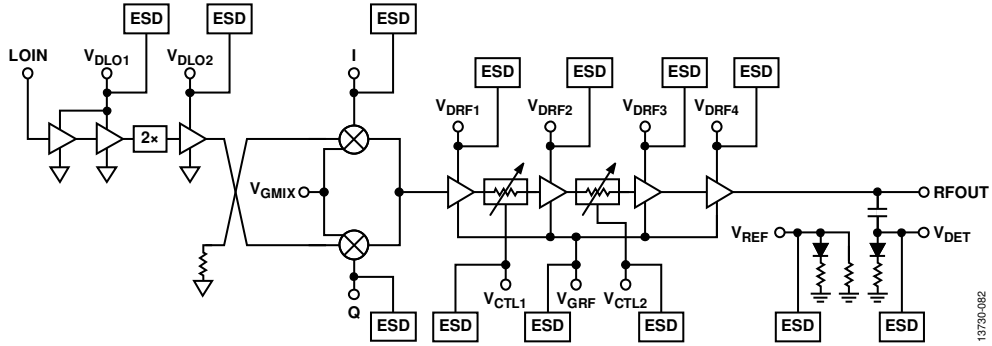 ESD ESD ESD
LOIN VDLO1 VDLO2 I
ESD ESD ESD ESD
VDRF1 VDRF2 VDRF3 VDRF4
2×
VGMIX RFOUT
VREF VDET
Q VCTL1 VGRF VCTL2
ESD ESD ESD ESD ESD ESD
13730-082